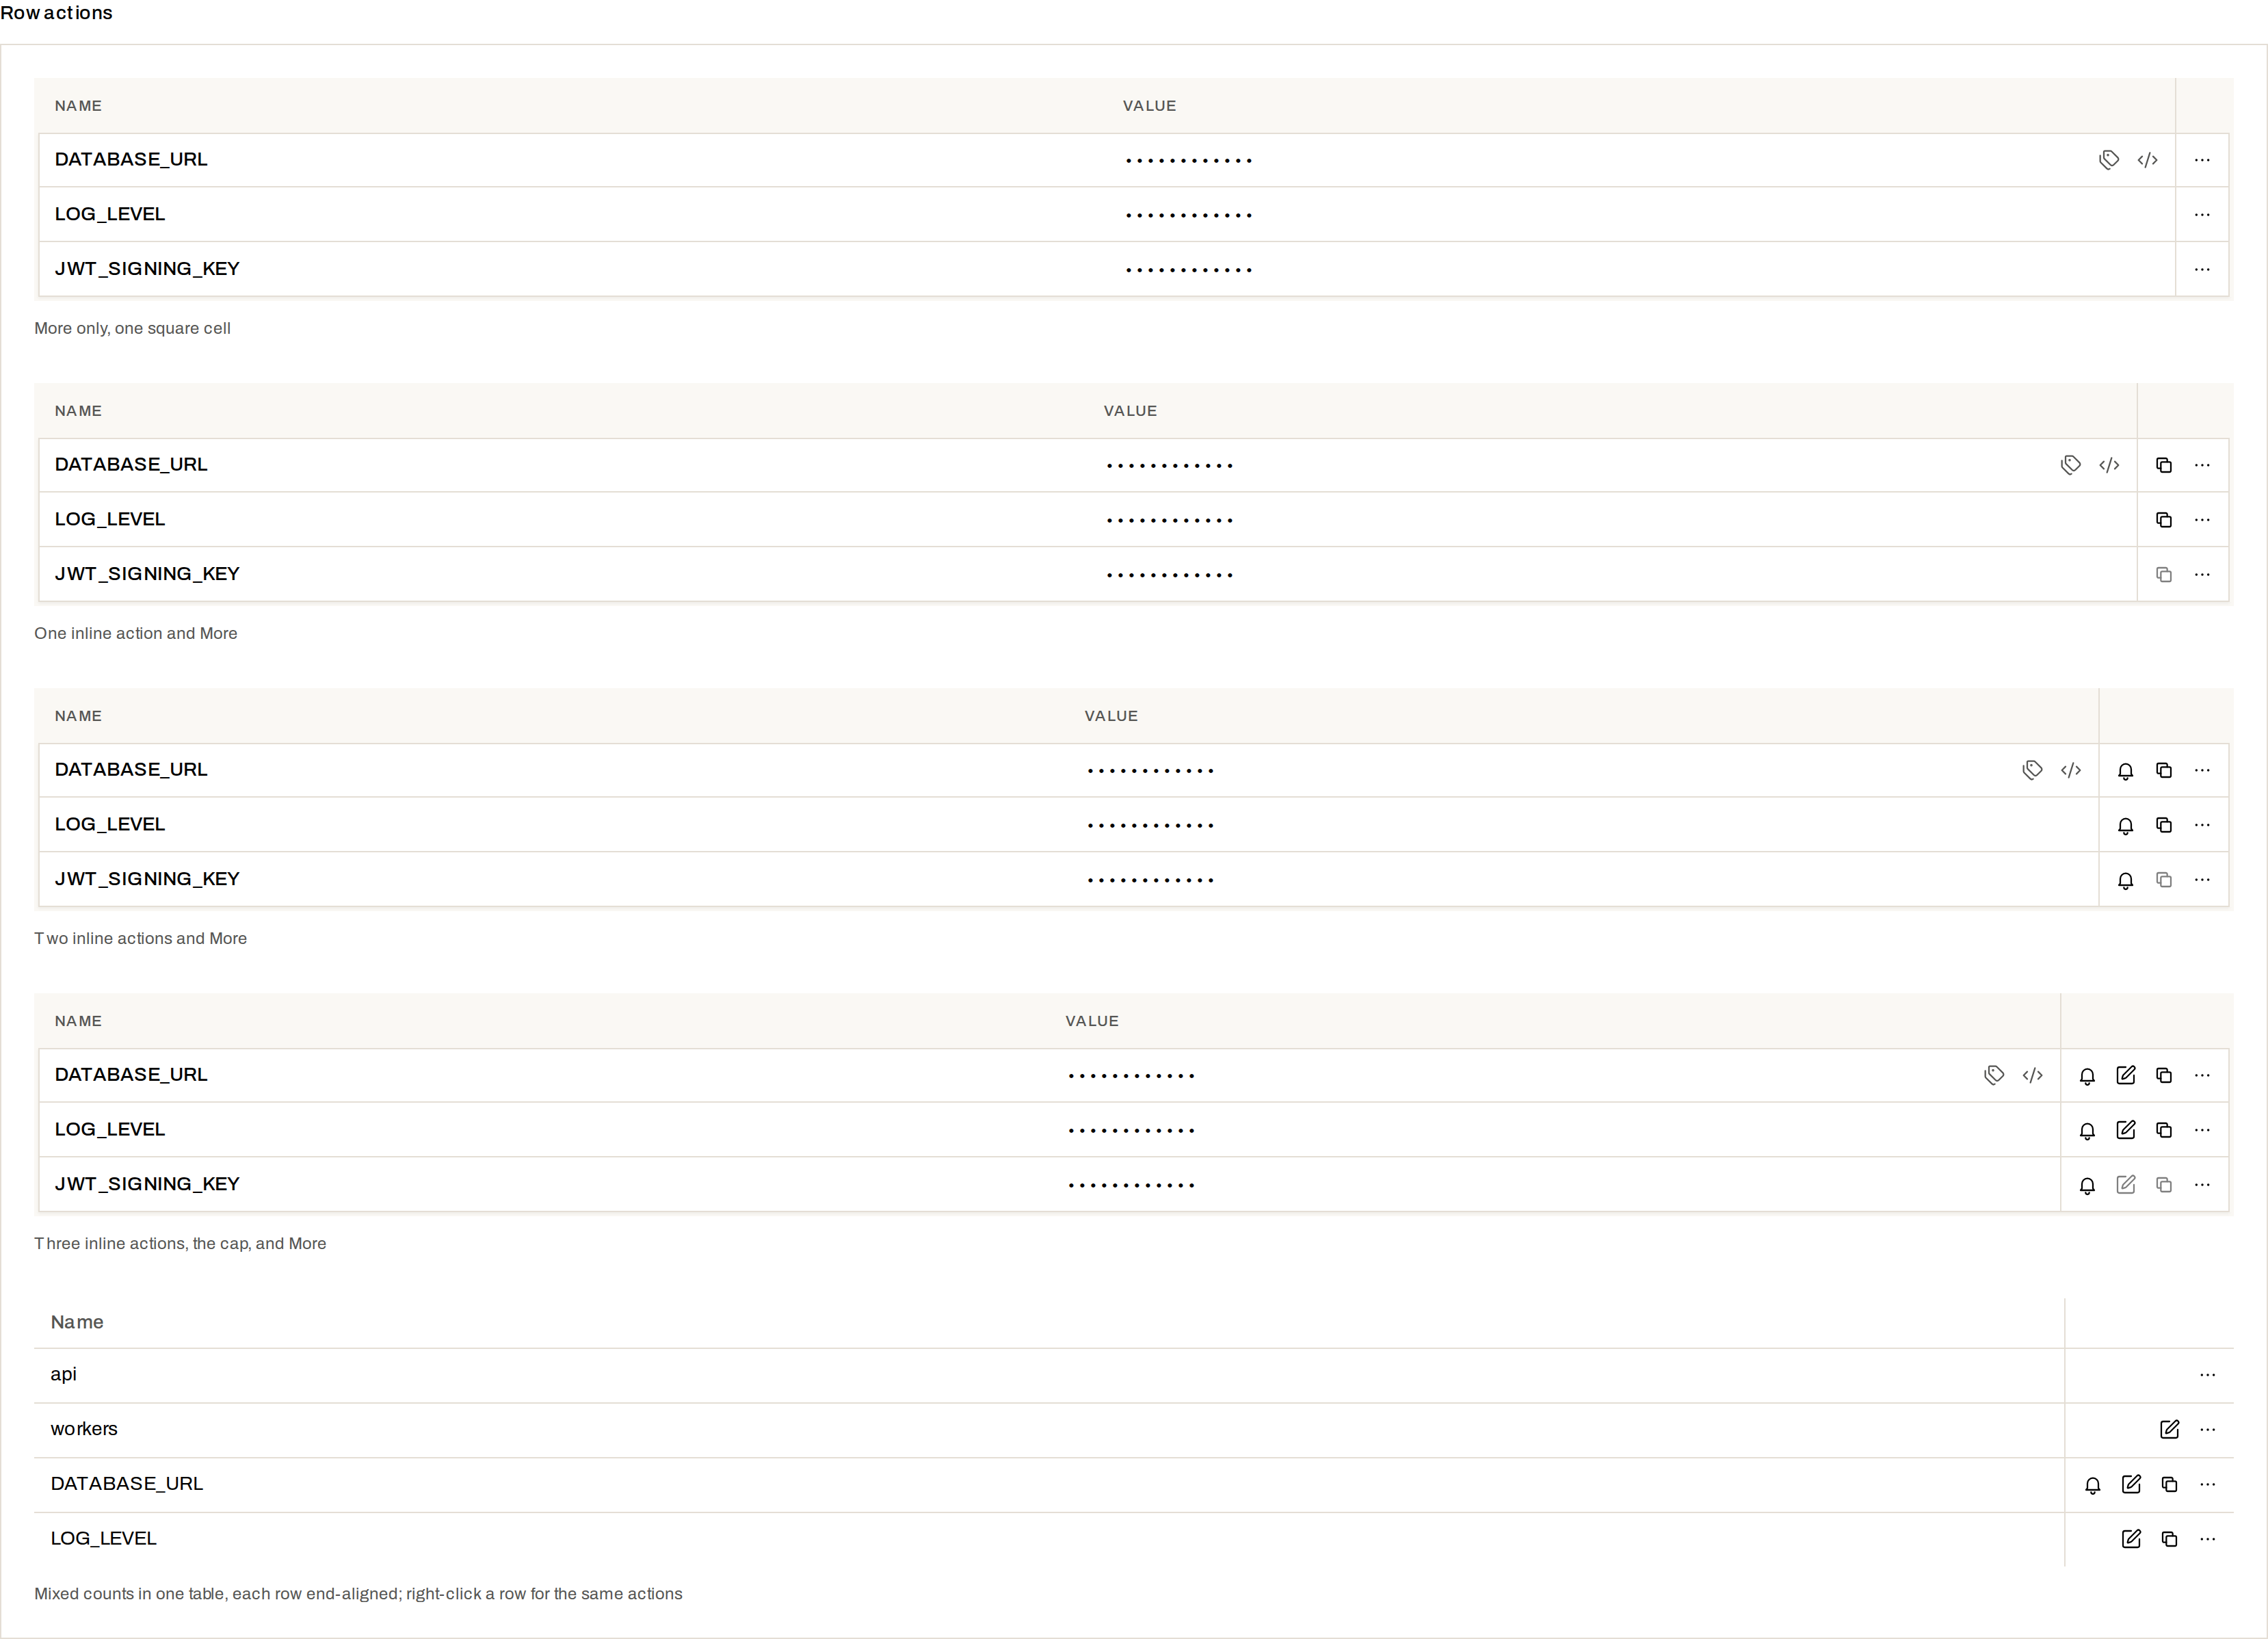 Row actions
NAME VALUE
DATABASE_URL ••••••••••••
LOG_LEVEL ••••••••••••
JWT_SIGNING_KEY ••••••••••••
More only, one square cell
NAME VALUE
DATABASE_URL ••••••••••••
LOG_LEVEL ••••••••••••
JWT_SIGNING_KEY ••••••••••••
One inline action and More
NAME VALUE
DATABASE_URL ••••••••••••
LOG_LEVEL ••••••••••••
JWT_SIGNING_KEY ••••••••••••
Two inline actions and More
NAME VALUE
DATABASE_URL ••••••••••••
LOG_LEVEL ••••••••••••
JWT_SIGNING_KEY ••••••••••••
Three inline actions, the cap, and More
Name
api
workers
DATABASE_URL
LOG_LEVEL
Mixed counts in one table, each row end-aligned; right-click a row for the same actions